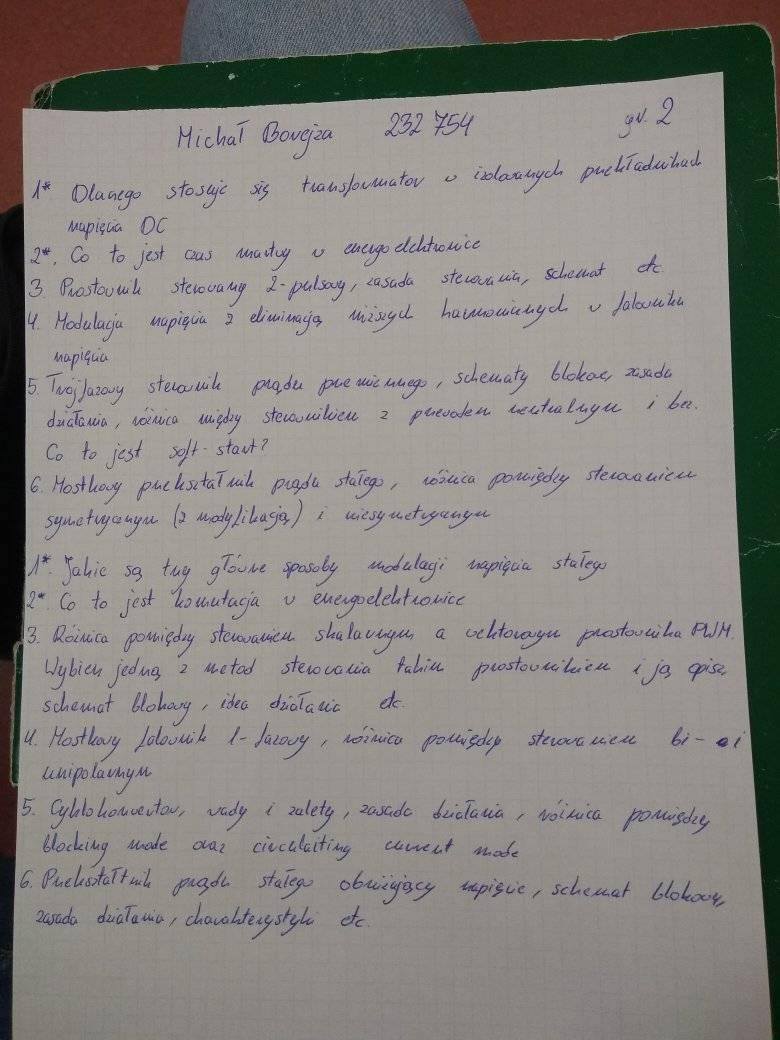 Michał Bovejza 232 754 gr. 2
1* Dlaczego stosuje się transformator w izolowanych przekładnikach
napięcia DC
2*. Co to jest czas martwy w energoelektronice
3. Prostownik sterowany 2-pulsowy, zasada sterowania, schemat etc.
4. Modulacja napięcia z eliminacją niższych harmonicznych w falowniku
napięcia
5. Trójfazowy sterownik prądu przemiennego, schematy blokowe, zasada
działania, różnica między sterownikiem z przewodem neutralnym i bez.
Co to jest soft-start?
6. Mostkowy przekształtnik prądu stałego, różnica pomiędzy sterowaniem
symetrycznym (z modyfikacją) i niesymetrycznym
1*. Jakie są trzy główne sposoby modulacji napięcia stałego
2*. Co to jest komutacja w energoelektronice
3. Różnica pomiędzy sterowaniem skalarnym a wektorowym prostownika PWM.
Wybierz jedną z metod sterowania takim prostownikiem i ją opisz,
schemat blokowy, idea działania etc.
4. Mostkowy falownik 1-fazowy, różnica pomiędzy sterowaniem bi- i
unipolarnym
5. Cyklokonwertor, wady i zalety, zasada działania, różnica pomiędzy
blocking mode oraz circulaiting current mode
6. Przekształtnik prądu stałego obniżający napięcie, schemat blokowy,
zasada działania, charakterystyki etc.